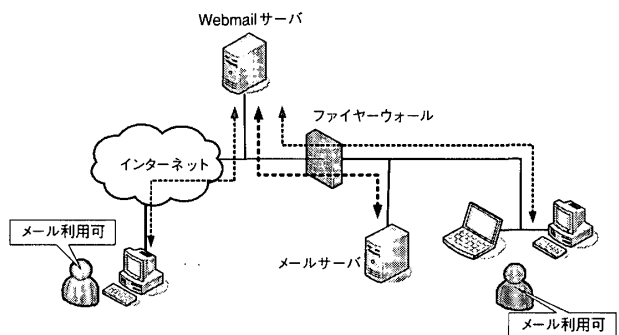 Webmailサーバ
ファイヤーウォール
インターネット
メール利用可
メールサーバ
メール利用可